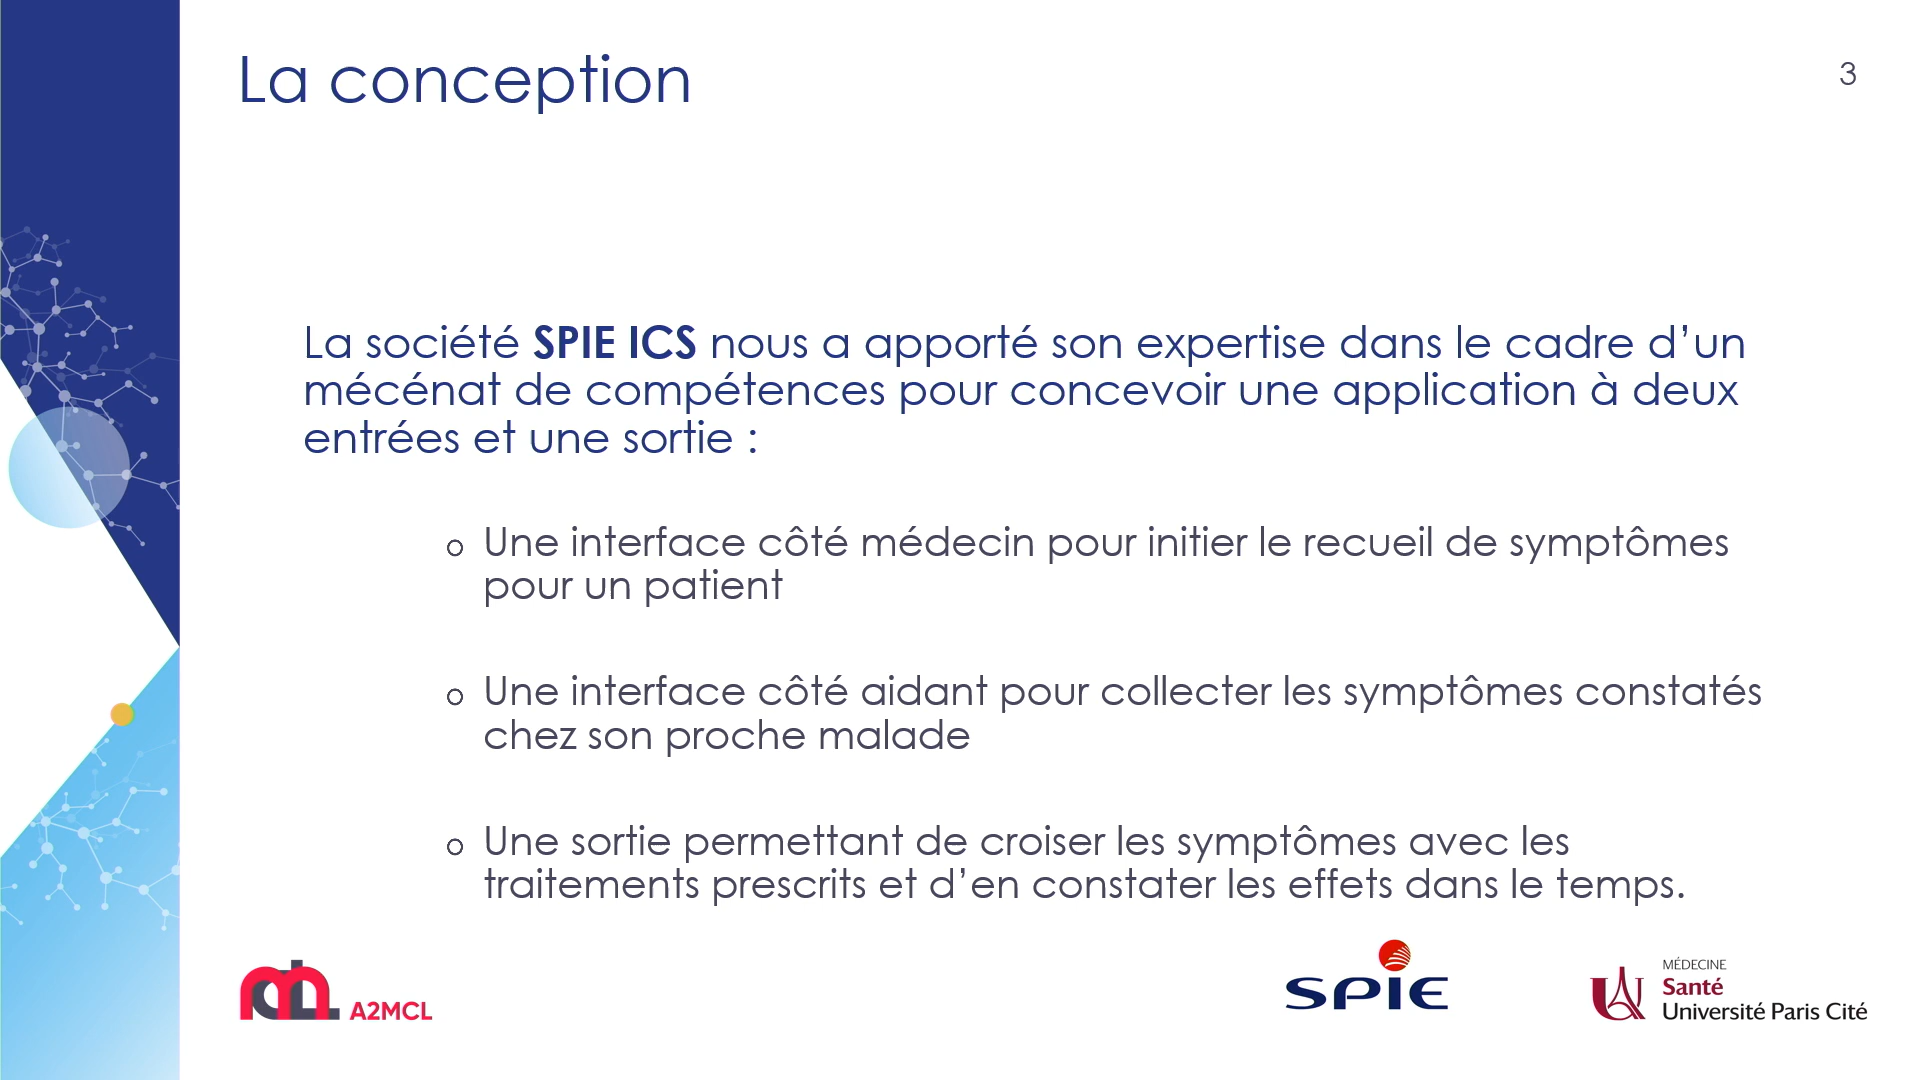 La conception
3
La société SPIE ICS nous a apporté son expertise dans le cadre d’un
mécénat de compétences pour concevoir une application à deux
entrées et une sortie :
o Une interface côté médecin pour initier le recueil de symptômes
pour un patient
o Une interface côté aidant pour collecter les symptômes constatés
chez son proche malade
o Une sortie permettant de croiser les symptômes avec les
traitements prescrits et d’en constater les effets dans le temps.
A2MCL
SPIE
MÉDECINE
Santé
Université Paris Cité